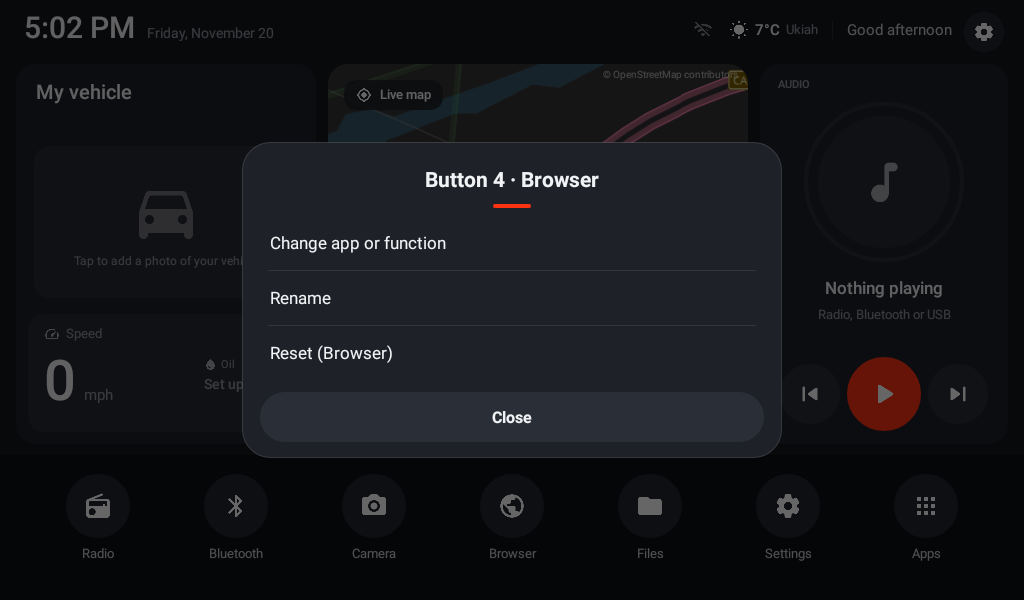 5:02 PM
Friday, November 20
7°C
Ukiah
Good afternoon
My vehicle
Live map
© OpenStreetMap contributors
CA
AUDIO
Button 4 · Browser
Change app or function
Rename
Reset (Browser)
Close
Tap to add a photo of your
Speed
0 mph
Oil
Set up
Nothing playing
Radio, Bluetooth or USB
Radio
Bluetooth
Camera
Browser
Files
Settings
Apps